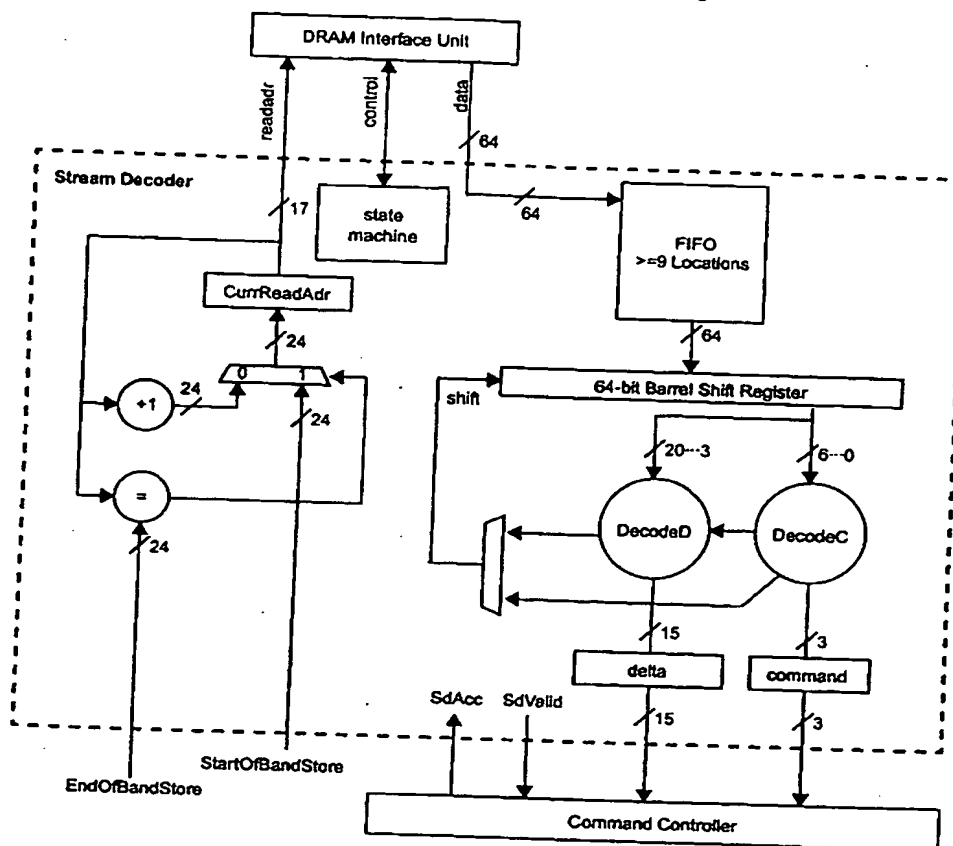 DRAM Interface Unit
readadr
control
data
64
Stream Decoder
17
state
machine
64
FIFO
>=9 Locations
CurrReadAdr
24
64
0 1
64-bit Barrel Shift Register
shift
+1
24
24
20---3
6---0
=
DecodeD
DecodeC
24
15
3
delta
command
SdAcc
SdValid
15
3
StartOfBandStore
EndOfBandStore
Command Controller